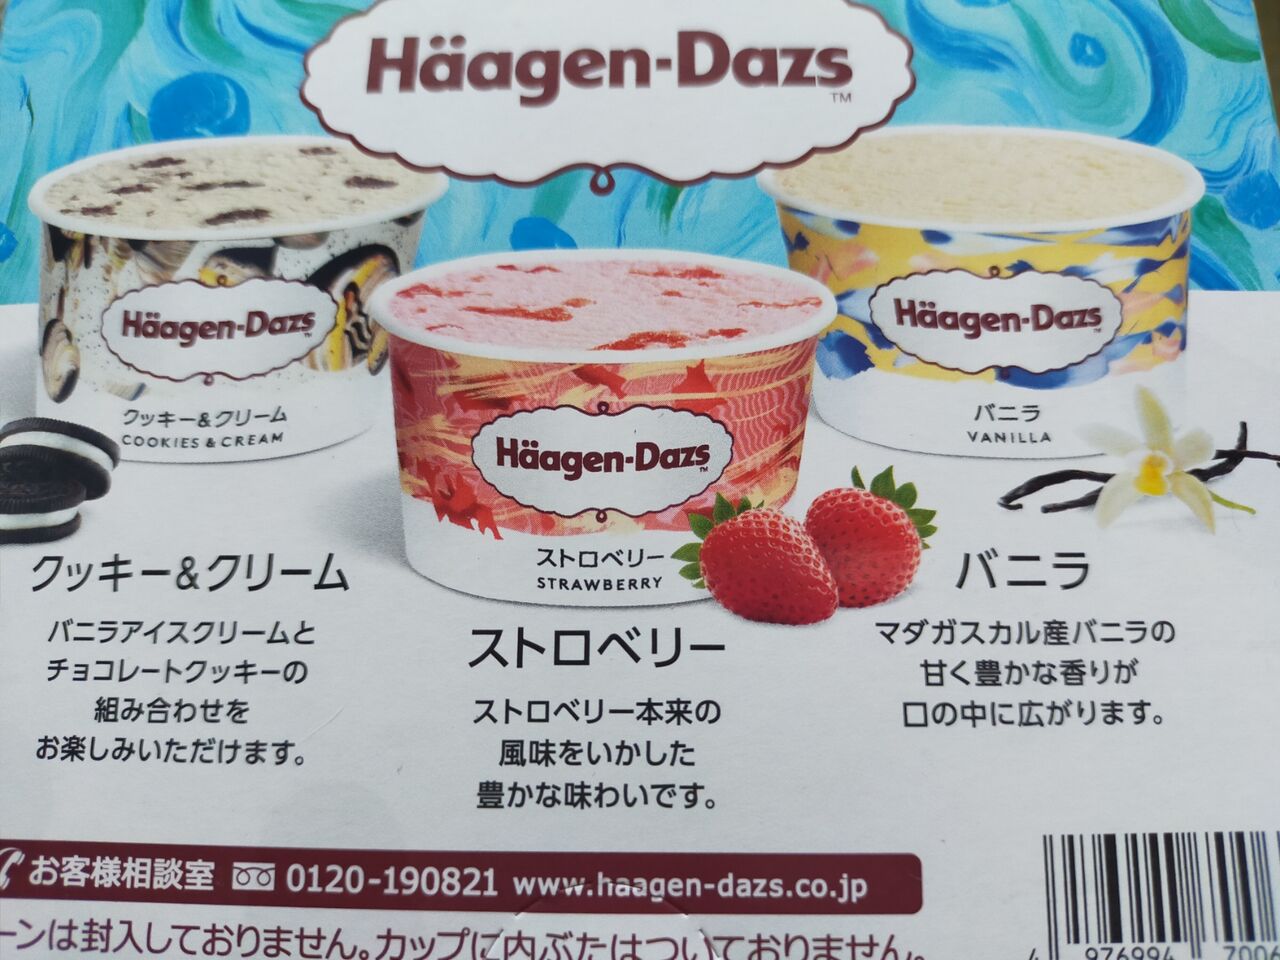 Häagen-Dazs
TM
Häagen-Dazs
クッキー&クリーム
COOKIES & CREAM
Häagen-Dazs
TM
ストロベリー
STRAWBERRY
Häagen-Dazs
バニラ
VANILLA
クッキー&クリーム
バニラアイスクリームと
チョコレートクッキーの
組み合わせを
お楽しみいただけます。
ストロベリー
ストロベリー本来の
風味をいかした
豊かな味わいです。
バニラ
マダガスカル産バニラの
甘く豊かな香りが
口の中に広がります。
お客様相談室 0120-190821 www.haagen-dazs.co.jp
ーンは封入しておりません。カップに内ぶたはついておりません。
4 976994 7006